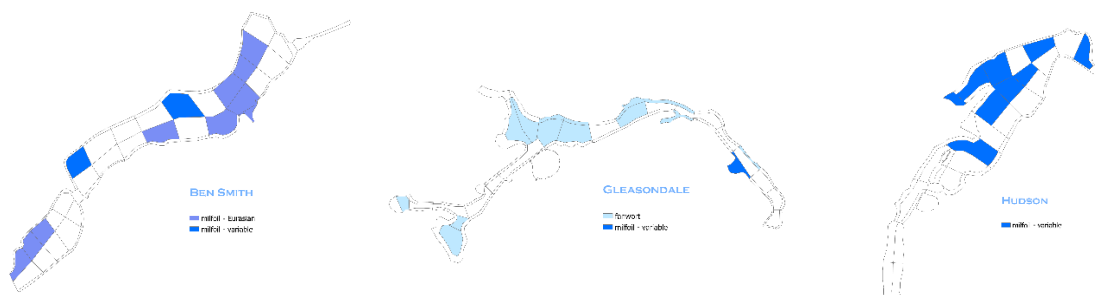 BEN SMITH
milfoil - Eurasian
milfoil - variable
GLEASONDALE
fanwort
milfoil - variable
HUDSON
milfoil - variable